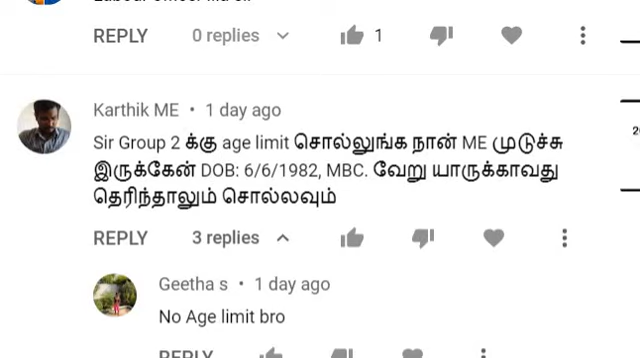 REPLY 0 replies 1
Karthik ME • 1 day ago
Sir Group 2 க்கு age limit சொல்லுங்க நான் ME முடுச்சு
இருக்கேன் DOB: 6/6/1982, MBC. வேறு யாருக்காவது
தெரிந்தாலும் சொல்லவும்
REPLY 3 replies
Geetha s • 1 day ago
No Age limit bro
REPLY